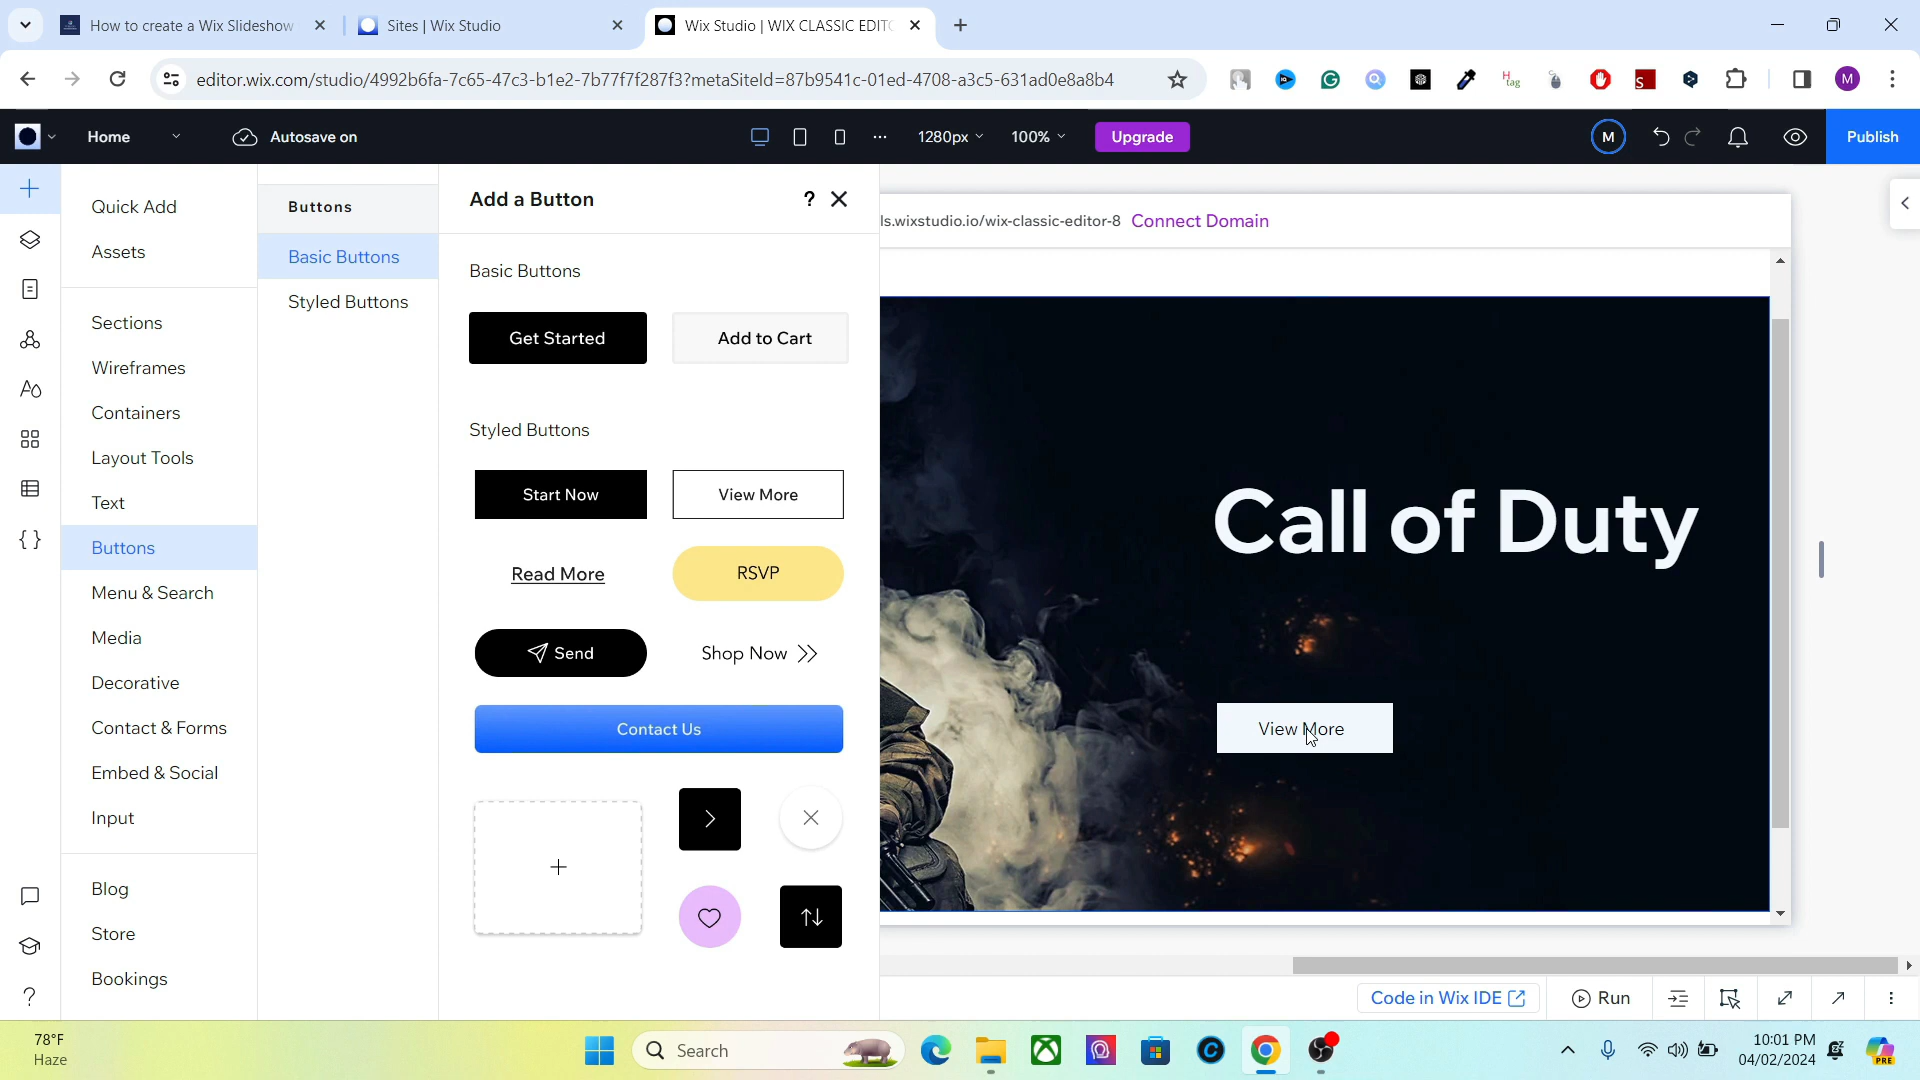 How to create a Wix Slideshow
Sites | Wix Studio
Wix Studio | WIX CLASSIC EDIT
editor.wix.com/studio/4992b6fa-7c65-47c3-b1e2-7b77f7f287f3?metaSiteId=87b9541c-01ed-4708-a3c5-631ad0e8a8b4
H tag
M
Home
Autosave on
1280px
100%
Upgrade
M
Publish
Quick Add
Assets
Sections
Wireframes
Containers
Layout Tools
Text
Buttons
Menu & Search
Media
Decorative
Contact & Forms
Embed & Social
Input
Blog
Store
Bookings
Buttons
Basic Buttons
Styled Buttons
Add a Button
?
Basic Buttons
Get Started
Add to Cart
Styled Buttons
Start Now
View More
Read More
RSVP
Send
Shop Now
Contact Us
ls.wixstudio.io/wix-classic-editor-8 Connect Domain
Call of Duty
View More
Code in Wix IDE
Run
?
78°F
Haze
Search
10:01 PM
04/02/2024
PRE